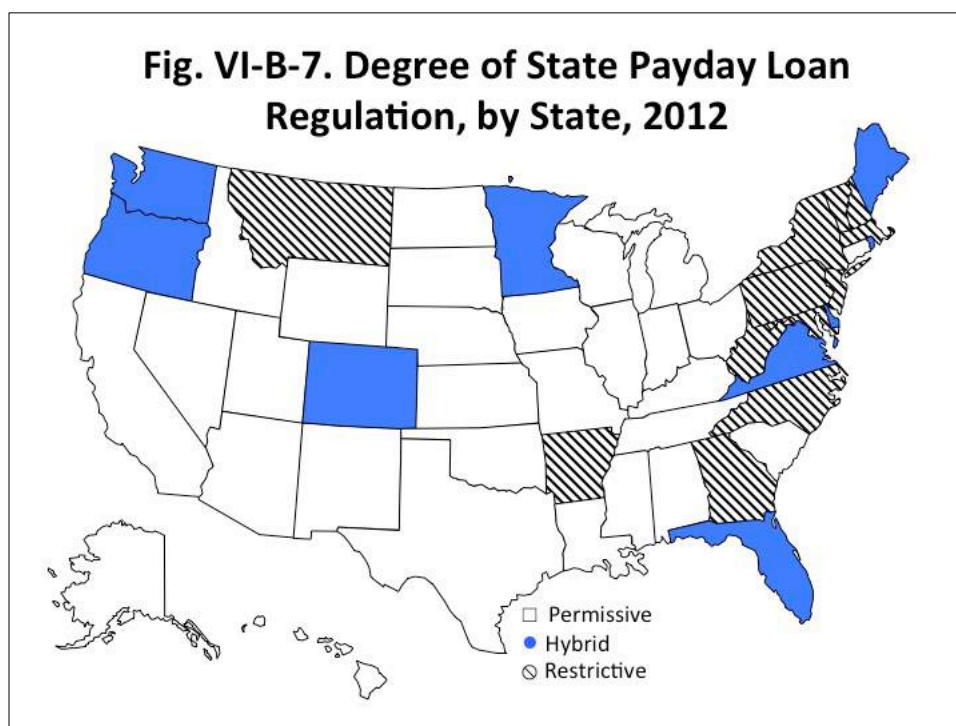 Fig. VI-B-7. Degree of State Payday Loan
Regulation, by State, 2012
Permissive
Hybrid
Restrictive